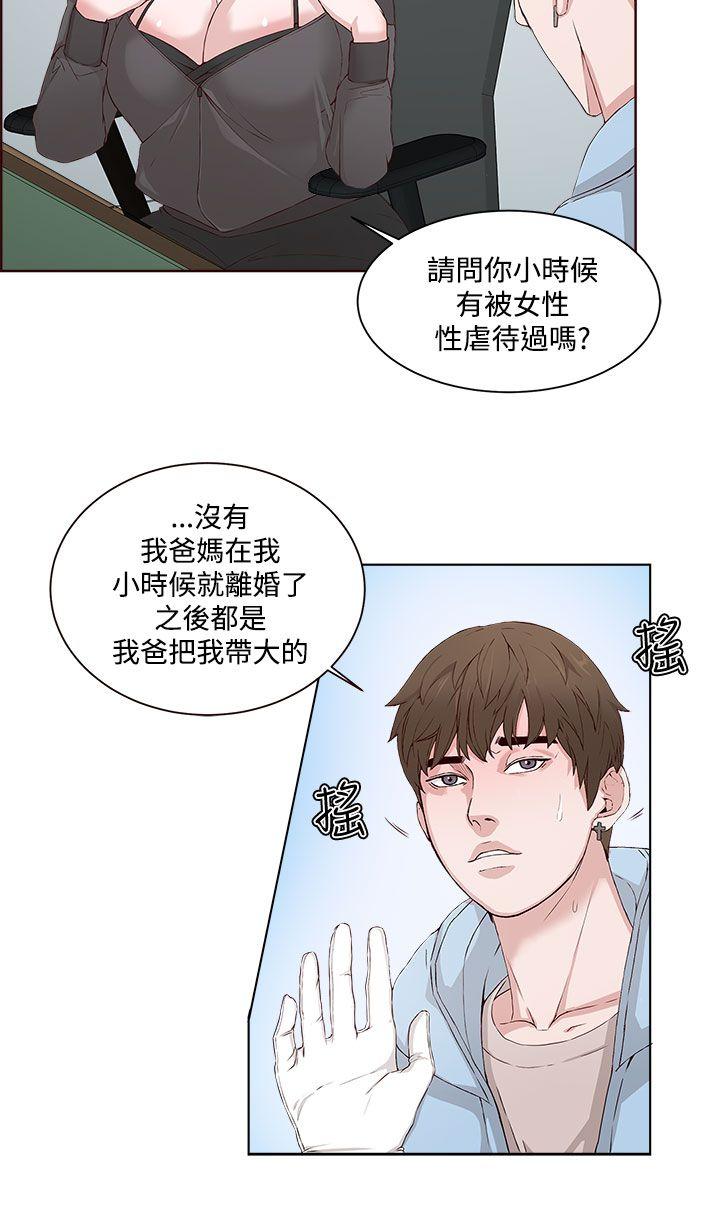 請問你小時候
有被女性
性虐待過嗎?
...沒有
我爸媽在我
小時候就離婚了
之後都是
我爸把我帶大的
搖
搖